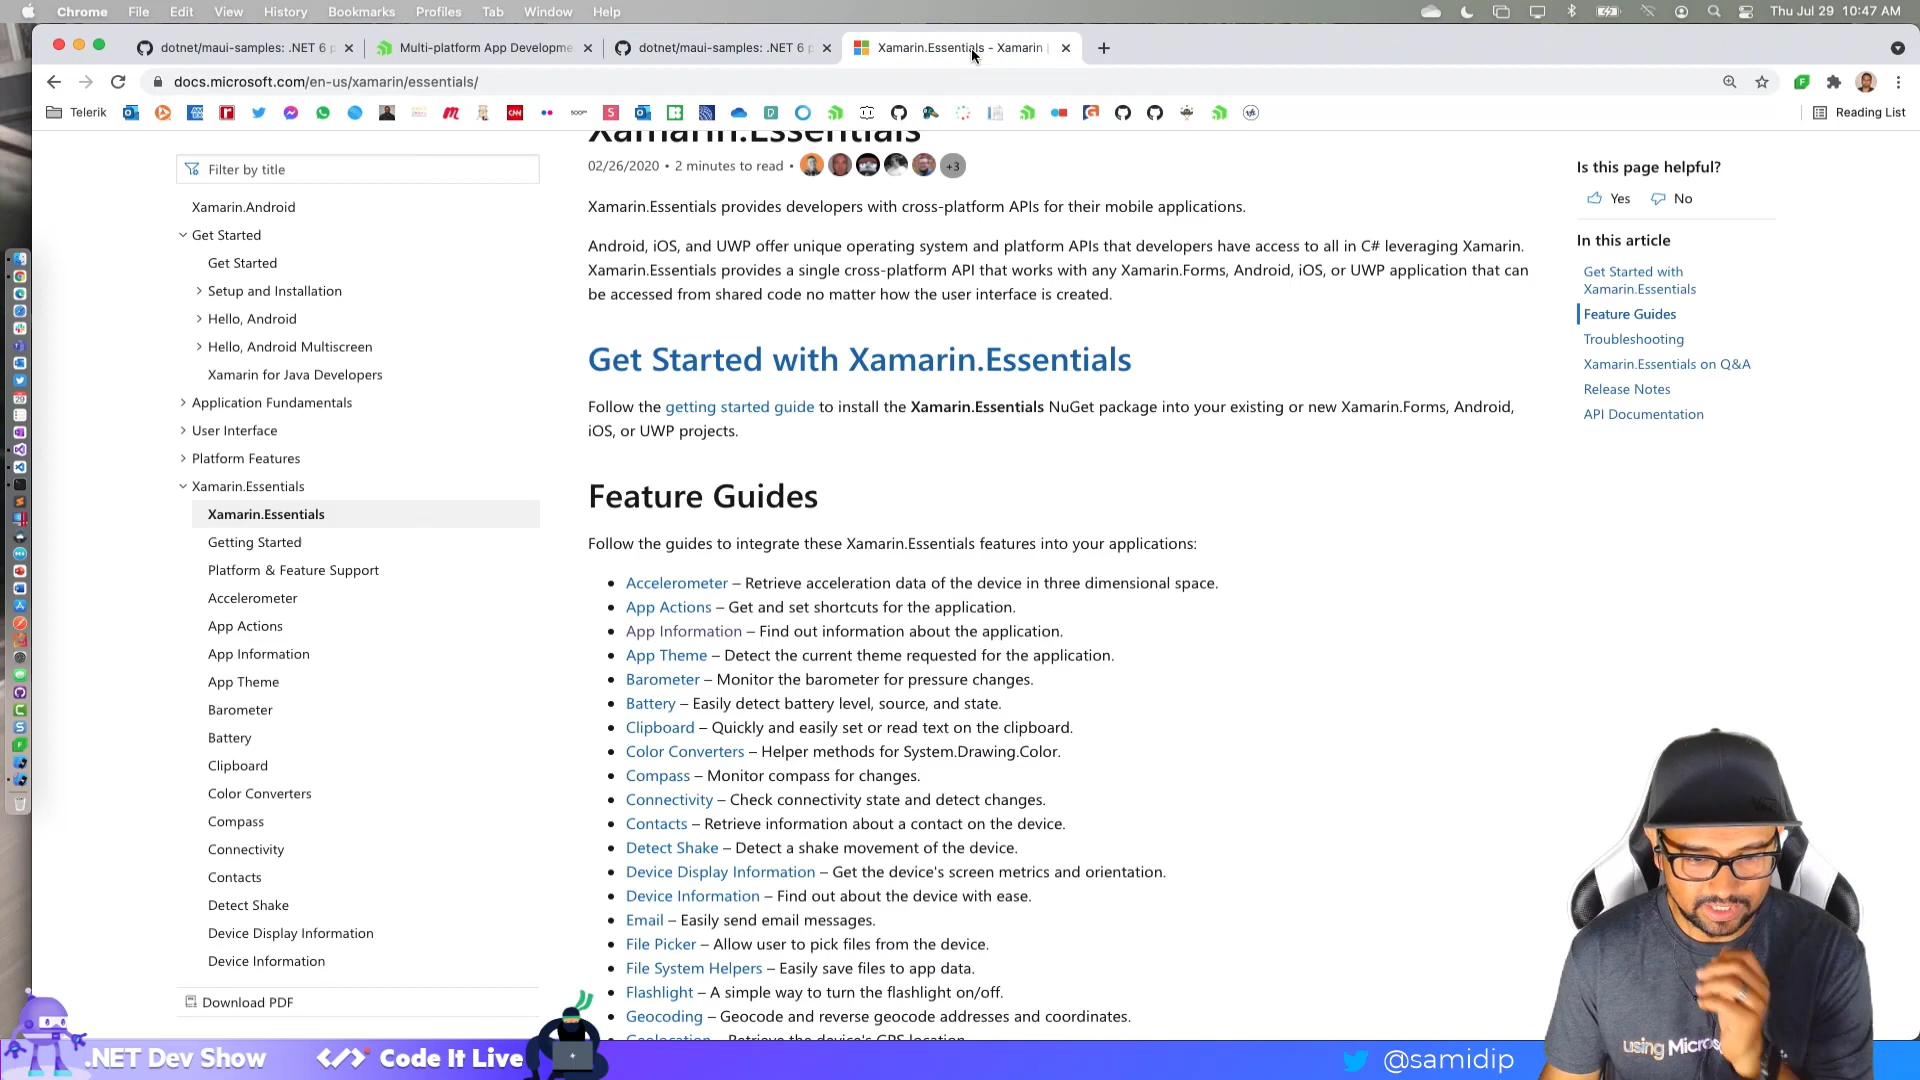 Chrome File Edit View History Bookmarks Profiles Tab Window Help Thu Jul 29 10:47 AM
dotnet/maui-samples: .NET 6 p Multi-platform App Developme dotnet/maui-samples: .NET 6 p Xamarin.Essentials - Xamarin
docs.microsoft.com/en-us/xamarin/essentials/
Telerik Reading List
Filter by title
Xamarin.Android
Get Started
Get Started
Setup and Installation
Hello, Android
Hello, Android Multiscreen
Xamarin for Java Developers
Application Fundamentals
User Interface
Platform Features
Xamarin.Essentials
Xamarin.Essentials
Getting Started
Platform & Feature Support
Accelerometer
App Actions
App Information
App Theme
Barometer
Battery
Clipboard
Color Converters
Compass
Connectivity
Contacts
Detect Shake
Device Display Information
Device Information
Download PDF
Xamarin.Essentials
02/26/2020 • 2 minutes to read • +3
Xamarin.Essentials provides developers with cross-platform APIs for their mobile applications.
Android, iOS, and UWP offer unique operating system and platform APIs that developers have access to all in C# leveraging Xamarin.
Xamarin.Essentials provides a single cross-platform API that works with any Xamarin.Forms, Android, iOS, or UWP application that can
be accessed from shared code no matter how the user interface is created.
Get Started with Xamarin.Essentials
Follow the getting started guide to install the Xamarin.Essentials NuGet package into your existing or new Xamarin.Forms, Android,
iOS, or UWP projects.
Feature Guides
Follow the guides to integrate these Xamarin.Essentials features into your applications:
• Accelerometer – Retrieve acceleration data of the device in three dimensional space.
• App Actions – Get and set shortcuts for the application.
• App Information – Find out information about the application.
• App Theme – Detect the current theme requested for the application.
• Barometer – Monitor the barometer for pressure changes.
• Battery – Easily detect battery level, source, and state.
• Clipboard – Quickly and easily set or read text on the clipboard.
• Color Converters – Helper methods for System.Drawing.Color.
• Compass – Monitor compass for changes.
• Connectivity – Check connectivity state and detect changes.
• Contacts – Retrieve information about a contact on the device.
• Detect Shake – Detect a shake movement of the device.
• Device Display Information – Get the device's screen metrics and orientation.
• Device Information – Find out about the device with ease.
• Email – Easily send email messages.
• File Picker – Allow user to pick files from the device.
• File System Helpers – Easily save files to app data.
• Flashlight – A simple way to turn the flashlight on/off.
• Geocoding – Geocode and reverse geocode addresses and coordinates.
• Geolocation – Retrieve the device's GPS location.
Is this page helpful?
Yes No
In this article
Get Started with
Xamarin.Essentials
Feature Guides
Troubleshooting
Xamarin.Essentials on Q&A
Release Notes
API Documentation
.NET Dev Show </> Code It Live @samidip
using Micros